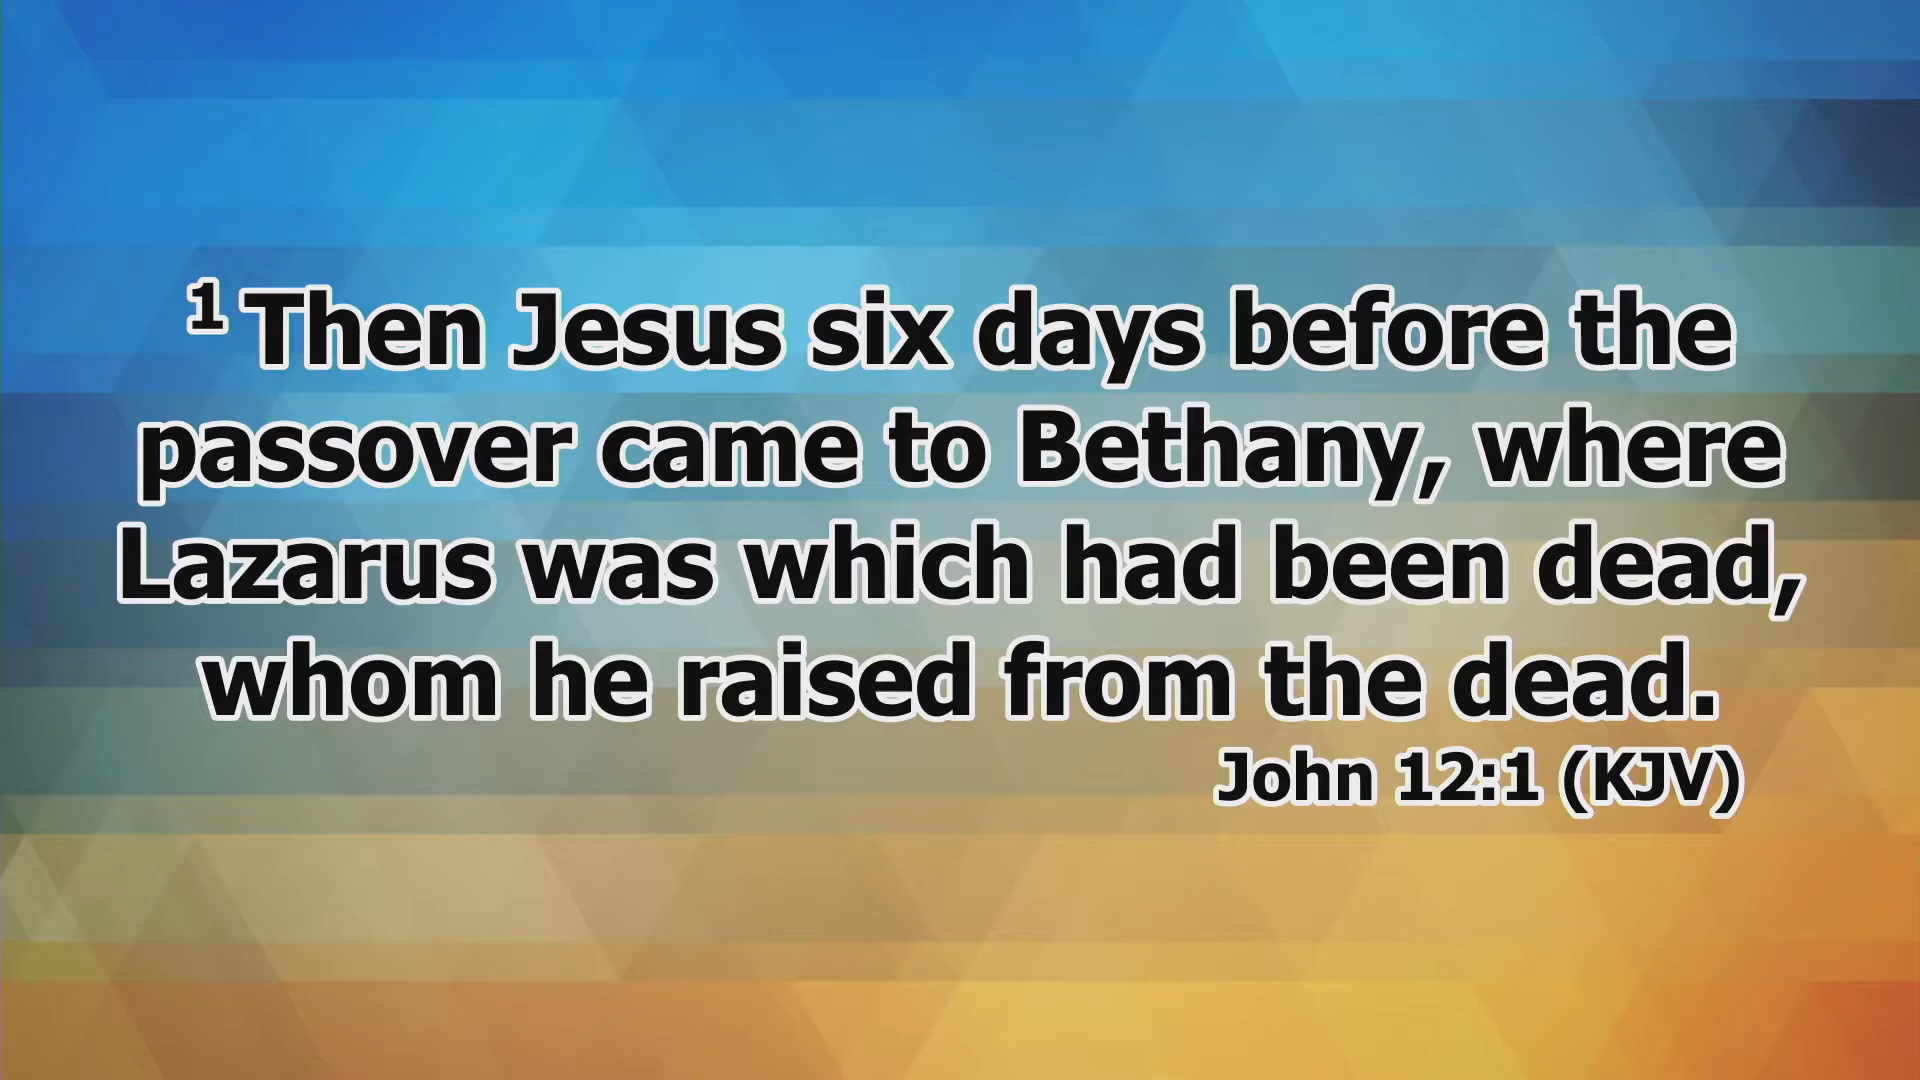 1 Then Jesus six days before the
passover came to Bethany, where
Lazarus was which had been dead,
whom he raised from the dead.
John 12:1 (KJV)